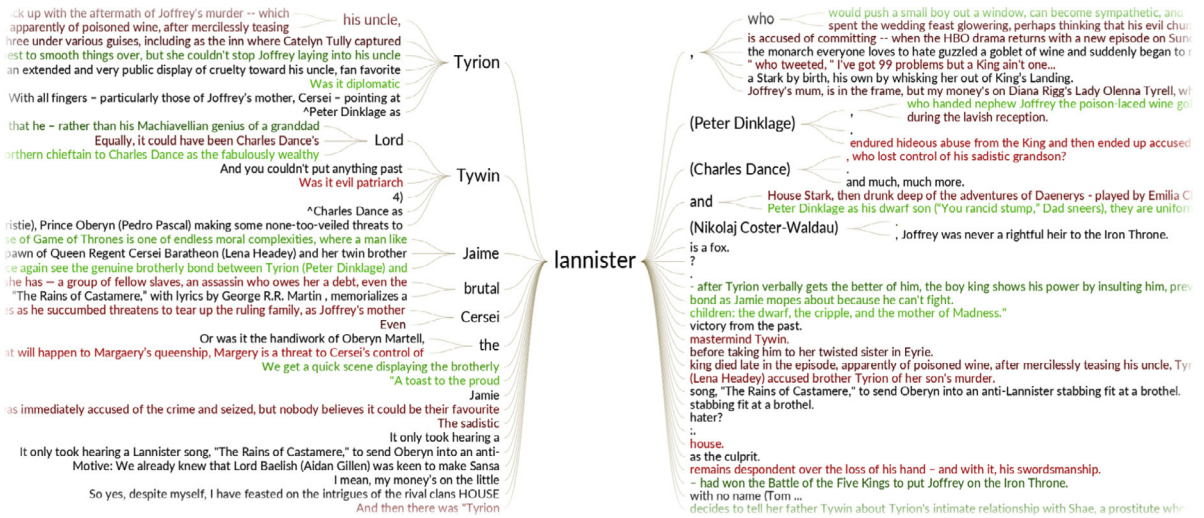 ck up with the aftermath of Joffrey's murder -- which
his uncle,
apparently of poisoned wine, after mercilessly teasing
hree under various guises, including as the inn where Catelyn Tully captured
est to smooth things over, but she couldn't stop Joffrey laying into his uncle
an extended and very public display of cruelty toward his uncle, fan favorite
Tyrion
Was it diplomatic
With all fingers – particularly those of Joffrey's mother, Cersei – pointing at
^Peter Dinklage as
that he – rather than his Machiavellian genius of a granddad
Equally, it could have been Charles Dance's
Lord
orthern chieftain to Charles Dance as the fabulously wealthy
And you couldn't put anything past
Was it evil patriarch
Tywin
4)
^Charles Dance as
ristie), Prince Oberyn (Pedro Pascal) making some none-too-veiled threats to
se of Game of Thrones is one of endless moral complexities, where a man like
pawn of Queen Regent Cersei Baratheon (Lena Headey) and her twin brother
Jaime
ce again see the genuine brotherly bond between Tyrion (Peter Dinklage) and
she has — a group of fellow slaves, an assassin who owes her a debt, even the
brutal
"The Rains of Castamere," with lyrics by George R.R. Martin , memorializes a
es as he succumbed threatens to tear up the ruling family, as Joffrey's mother
Cersei
Even
Or was it the handiwork of Oberyn Martell,
the
at will happen to Margaery's queenship, Margery is a threat to Cersei's control of
We get a quick scene displaying the brotherly
"A toast to the proud
Jamie
as immediately accused of the crime and seized, but nobody believes it could be their favourite
The sadistic
It only took hearing a
It only took hearing a Lannister song, "The Rains of Castamere," to send Oberyn into an anti-
Motive: We already knew that Lord Baelish (Aidan Gillen) was keen to make Sansa
I mean, my money's on the little
So yes, despite myself, I have feasted on the intrigues of the rival clans HOUSE
And then there was "Tyrion
lannister
who
would push a small boy out a window, can become sympathetic, and
spent the wedding feast glowering, perhaps thinking that his evil chur
is accused of committing -- when the HBO drama returns with a new episode on Sun
,
the monarch everyone loves to hate guzzled a goblet of wine and suddenly began to
" who tweeted, " I've got 99 problems but a King ain't one...
a Stark by birth, his own by whisking her out of King's Landing.
Joffrey's mum, is in the frame, but my money's on Diana Rigg's Lady Olenna Tyrell, wh
(Peter Dinklage)
,
who handed nephew Joffrey the poison-laced wine go
during the lavish reception.
.
endured hideous abuse from the King and then ended up accused
(Charles Dance)
, who lost control of his sadistic grandson?
.
and much, much more.
and
House Stark, then drunk deep of the adventures of Daenerys - played by Emilia C
Peter Dinklage as his dwarf son ("You rancid stump," Dad sneers), they are uniform
(Nikolaj Coster-Waldau)
.
, Joffrey was never a rightful heir to the Iron Throne.
is a fox.
?
.
- after Tyrion verbally gets the better of him, the boy king shows his power by insulting him, prev
bond as Jamie mopes about because he can't fight.
children: the dwarf, the cripple, and the mother of Madness."
victory from the past.
mastermind Tywin.
before taking him to her twisted sister in Eyrie.
king died late in the episode, apparently of poisoned wine, after mercilessly teasing his uncle, Tyr
(Lena Headey) accused brother Tyrion of her son's murder.
song, "The Rains of Castamere," to send Oberyn into an anti-Lannister stabbing fit at a brothel.
stabbing fit at a brothel.
hater?
:.
house.
as the culprit.
remains despondent over the loss of his hand – and with it, his swordsmanship.
– had won the Battle of the Five Kings to put Joffrey on the Iron Throne.
with no name (Tom ...
decides to tell her father Tywin about Tyrion's intimate relationship with Shae, a prostitute who